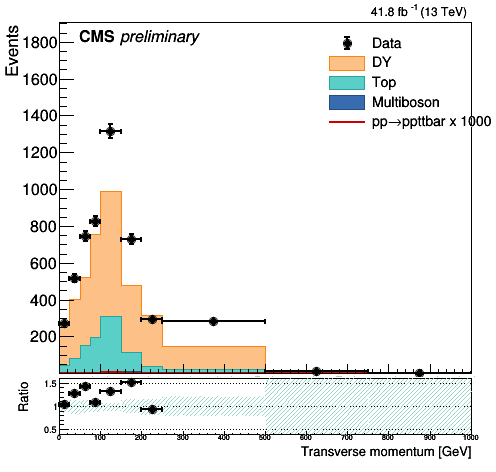 41.8 fb⁻¹ (13 TeV)
CMS preliminary
Events
1800
1600
1400
1200
1000
800
600
400
200
Data
DY
Top
Multiboson
pp→ppttbar x 1000
Ratio
1.5
1
0.5
0 100 200 300 400 500 600 700 800 900 1000
Transverse momentum [GeV]